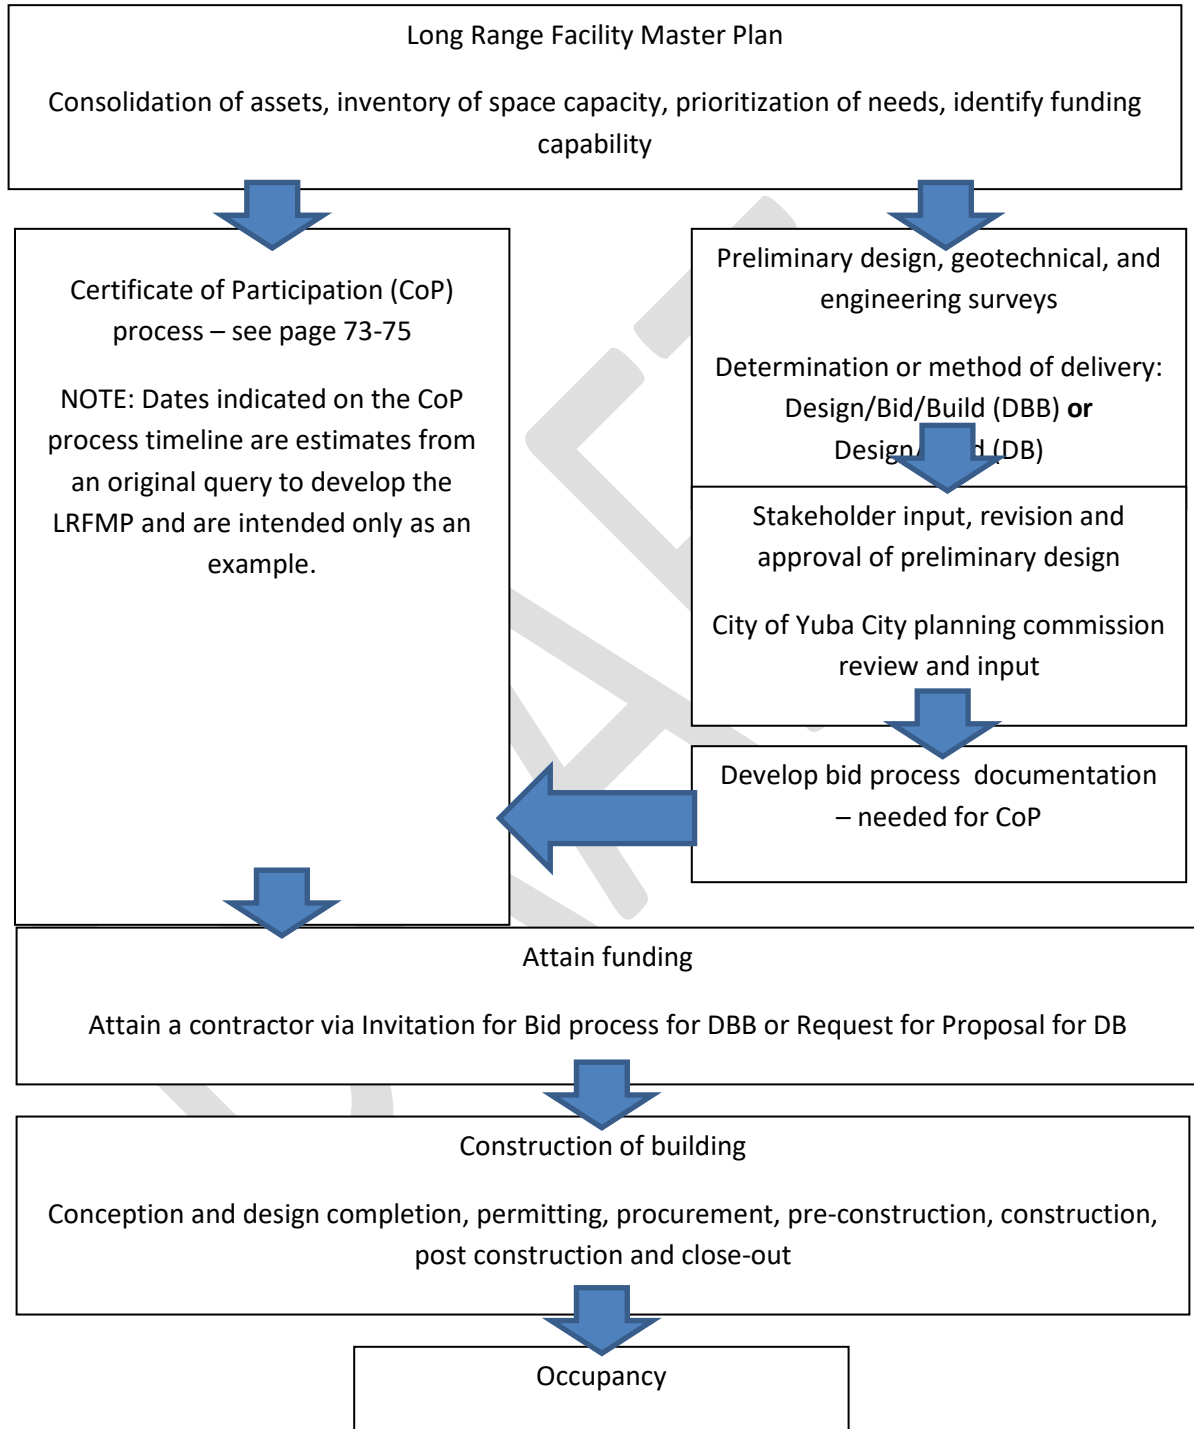 Long Range Facility Master Plan
Consolidation of assets, inventory of space capacity, prioritization of needs, identify funding
capability
Certificate of Participation (CoP)
process – see page 73-75
NOTE: Dates indicated on the CoP
process timeline are estimates from
an original query to develop the
LRFMP and are intended only as an
example.
Preliminary design, geotechnical, and
engineering surveys
Determination or method of delivery:
Design/Bid/Build (DBB) or
(DB)
Stakeholder input, revision and
approval of preliminary design
City of Yuba City planning commission
review and input
Develop bid process documentation
– needed for CoP
Attain funding
Attain a contractor via Invitation for Bid process for DBB or Request for Proposal for DB
Construction of building
Conception and design completion, permitting, procurement, pre-construction, construction,
post construction and close-out
Occupancy
DRAFT